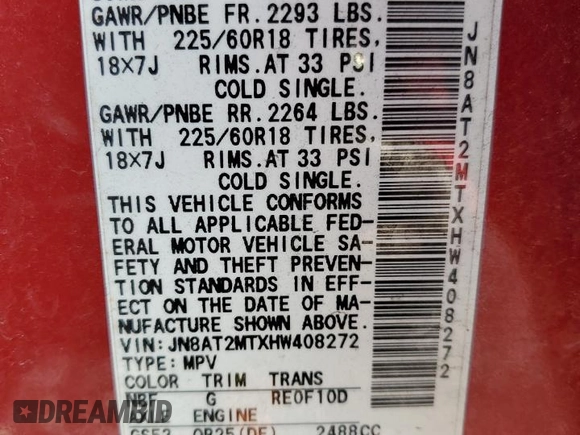 GAWR/PNBE FR. 2293 LBS.
WITH 225/60R18 TIRES,
18X7J RIMS. AT 33 PSI
COLD SINGLE.
GAWR/PNBE RR. 2264 LBS.
WITH 225/60R18 TIRES,
18X7J RIMS. AT 33 PSI
COLD SINGLE.
THIS VEHICLE CONFORMS
TO ALL APPLICABLE FED-
ERAL MOTOR VEHICLE SA-
FETY AND THEFT PREVEN-
TION STANDARDS IN EFF-
ECT ON THE DATE OF MA-
NUFACTURE SHOWN ABOVE.
VIN: JN8AT2MTXHW408272
TYPE: MPV
COLOR TRIM TRANS
NBF G RE0F10D
ENGINE
QR25(DE) 2488CC
JN8AT2MTXHW408272
DREAMBID
.COM